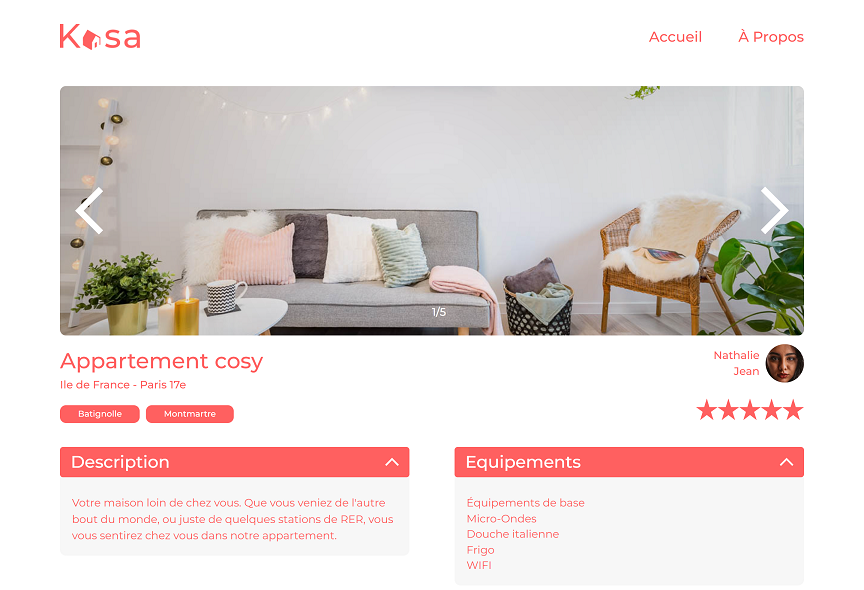 Kasa
Accueil
À Propos
1/5
Appartement cosy
Ile de France - Paris 17e
Batignolle
Montmartre
Nathalie
Jean
Description
Votre maison loin de chez vous. Que vous veniez de l'autre
bout du monde, ou juste de quelques stations de RER, vous
vous sentirez chez vous dans notre appartement.
Equipements
Équipements de base
Micro-Ondes
Douche italienne
Frigo
WIFI